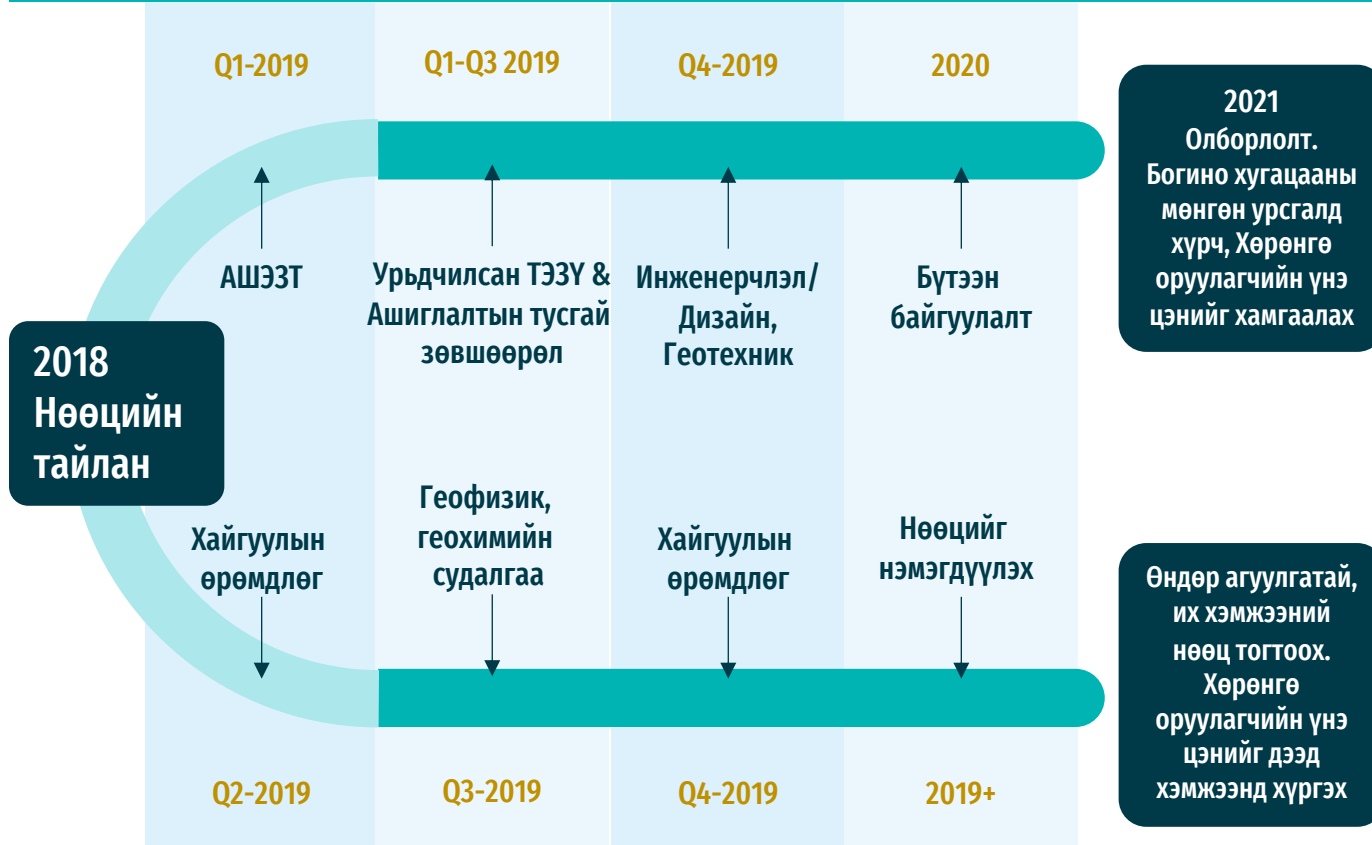 Q1-2019
Q1-Q3 2019
Q4-2019
2020
АШЭЗТ
Урьдчилсан ТЭЗҮ &
Ашиглалтын тусгай
зөвшөөрөл
Инженерчлэл/
Дизайн,
Геотехник
Бүтээн
байгуулалт
2021
Олборлолт.
Богино хугацааны
мөнгөн урсгалд
хүрч, Хөрөнгө
оруулагчийн үнэ
цэнийг хамгаалах
2018
Нөөцийн
тайлан
Хайгуулын
өрөмдлөг
Геофизик,
геохимийн
судалгаа
Хайгуулын
өрөмдлөг
Нөөцийг
нэмэгдүүлэх
Өндөр агуулгатай,
их хэмжээний
нөөц тогтоох.
Хөрөнгө
оруулагчийн үнэ
цэнийг дээд
хэмжээнд хүргэх
Q2-2019
Q3-2019
Q4-2019
2019+